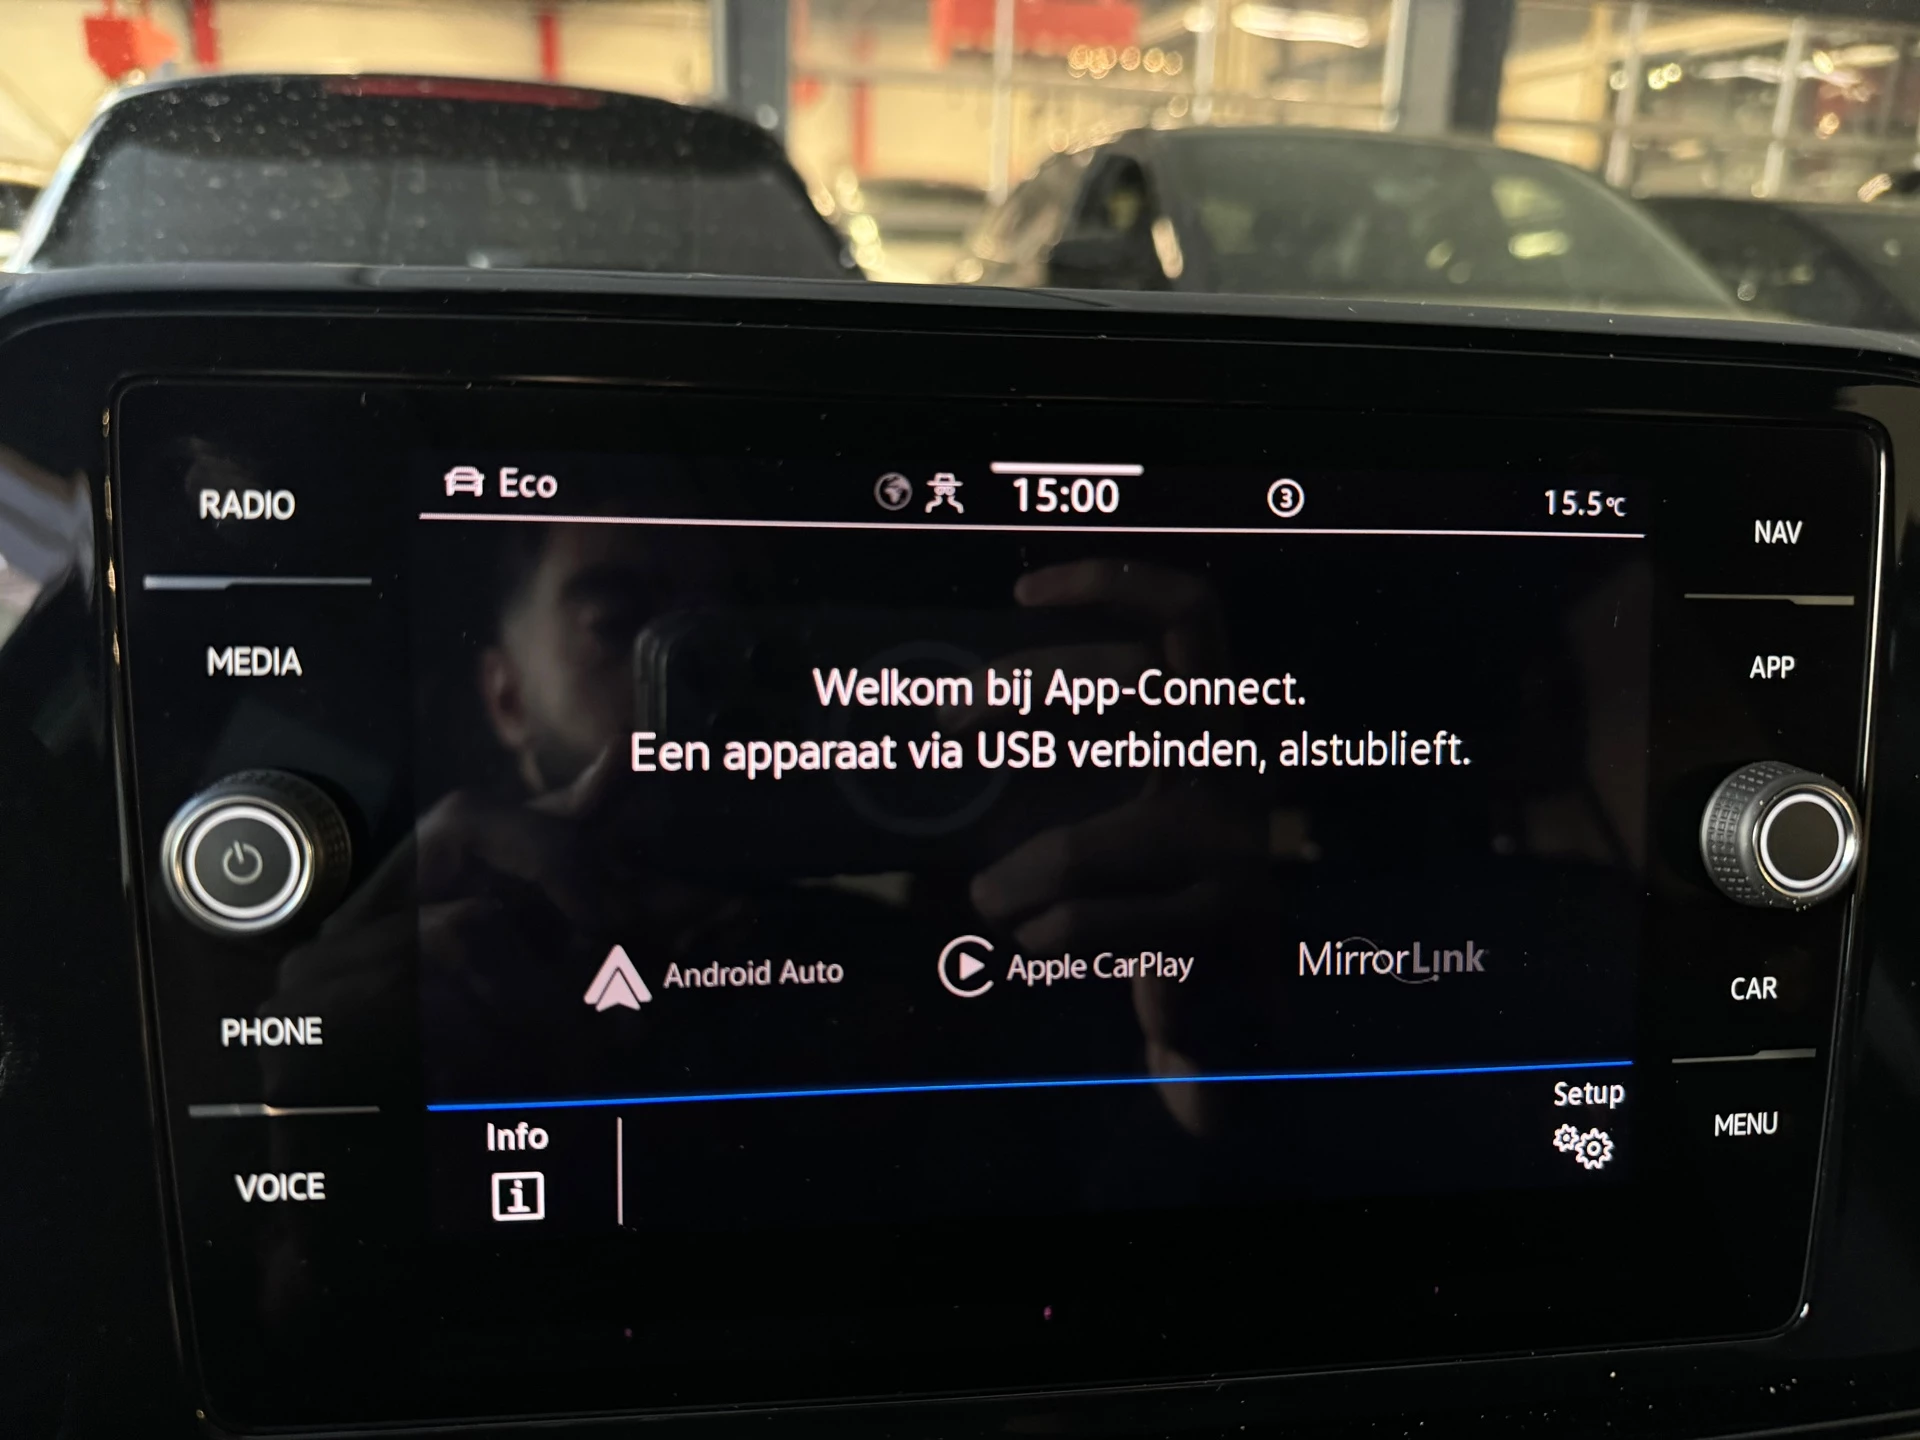 RADIO
MEDIA
PHONE
VOICE
Eco
15:00
3
15.5°C
Welkom bij App-Connect.
Een apparaat via USB verbinden, alstublieft.
Android Auto
Apple CarPlay
MirrorLink
Info
i
Setup
NAV
APP
CAR
MENU